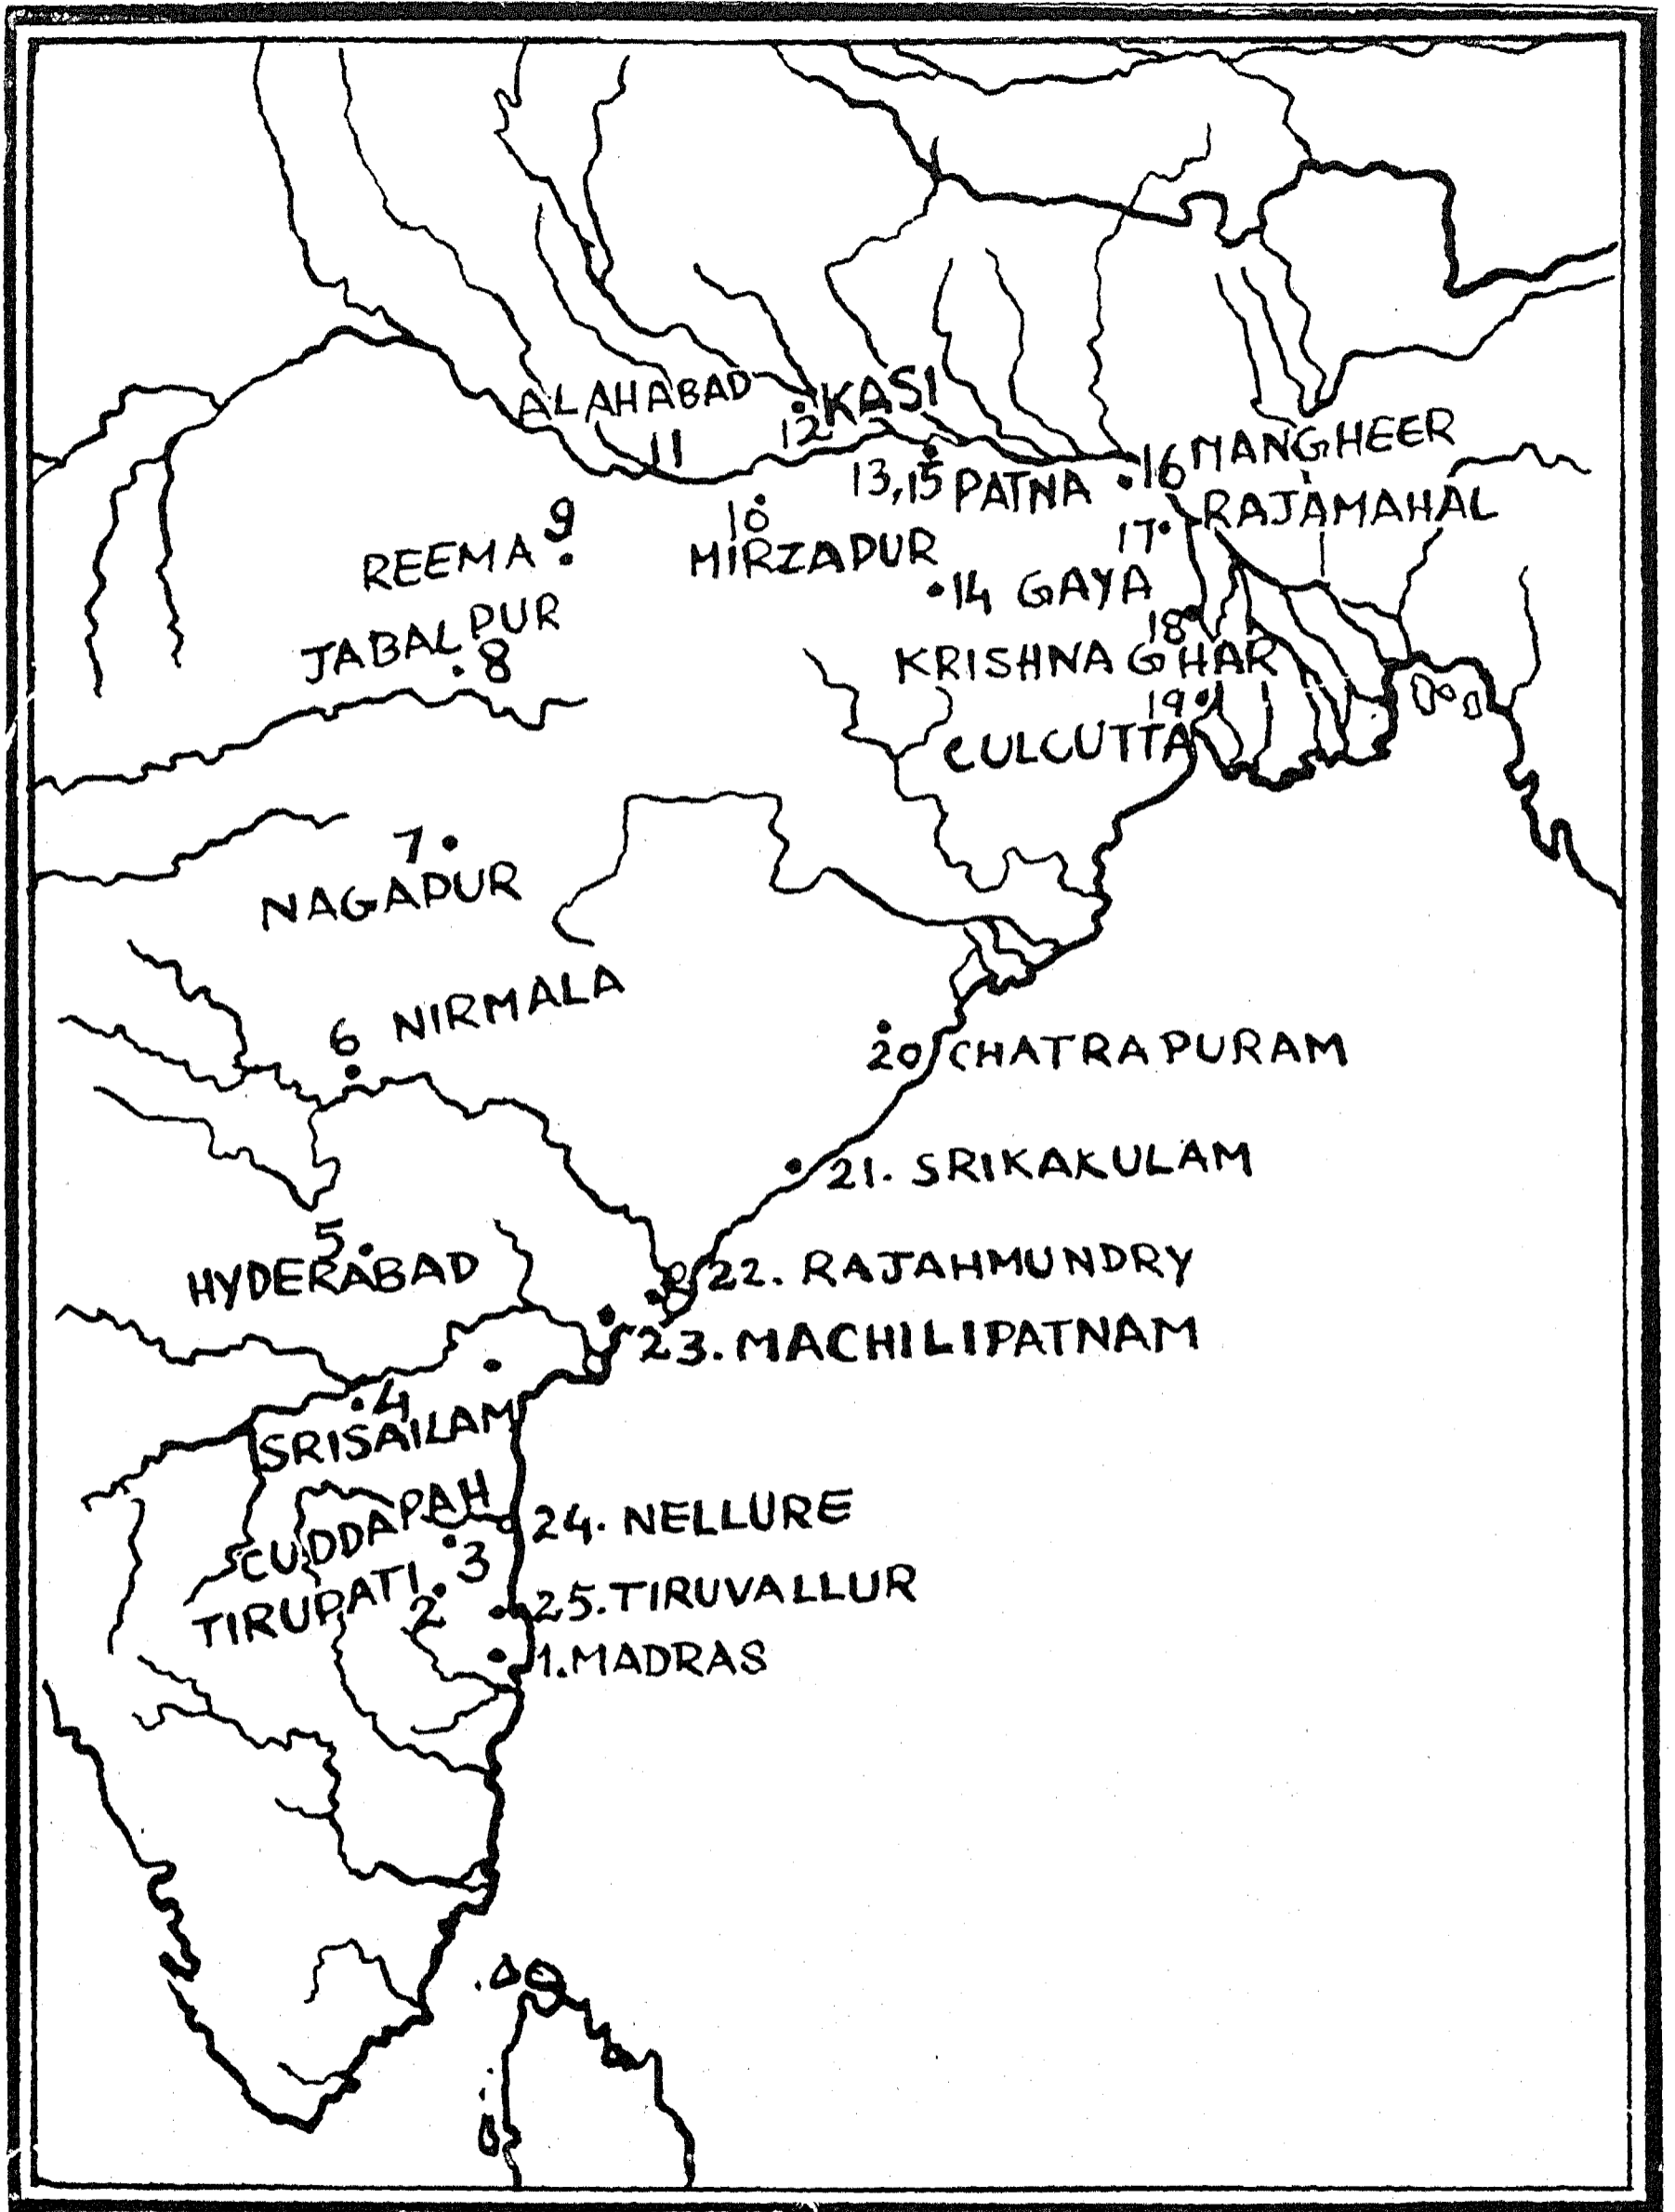 ALAHABAD
11
12 KASI
13,15 PATNA
16 MANGHEER
RAJAMAHAL
17
9
REEMA
10
MIRZAPUR
14 GAYA
JABALPUR
8
18
KRISHNAGHAR
19
CULCUTTA
7
NAGAPUR
6 NIRMALA
20 CHATRAPURAM
21. SRIKAKULAM
5
HYDERABAD
22. RAJAHMUNDRY
23. MACHILIPATNAM
4
SRISAILAM
CUDDAPAH
3
24. NELLURE
TIRUPATI
2
25. TIRUVALLUR
1. MADRAS